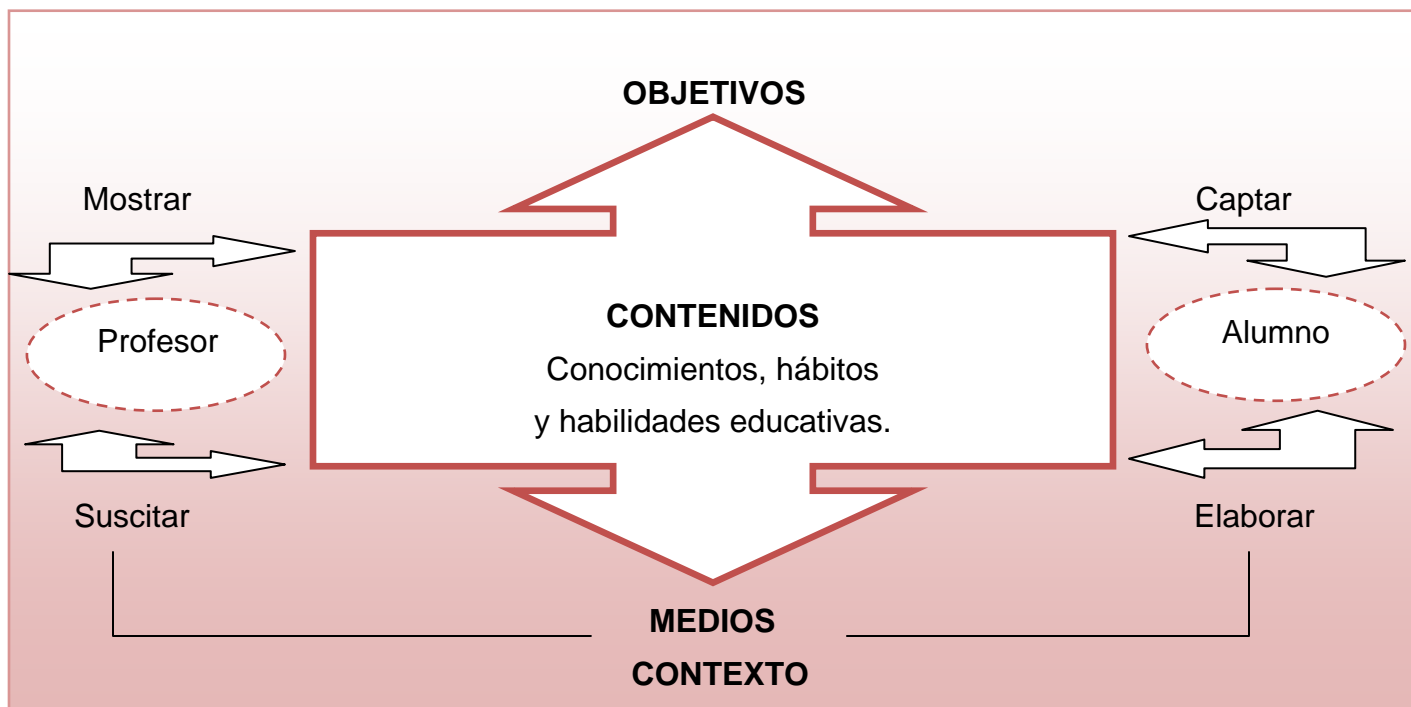 OBJETIVOS
Mostrar
Captar
Profesor
CONTENIDOS
Conocimientos, hábitos
y habilidades educativas.
Alumno
Suscitar
Elaborar
MEDIOS
CONTEXTO